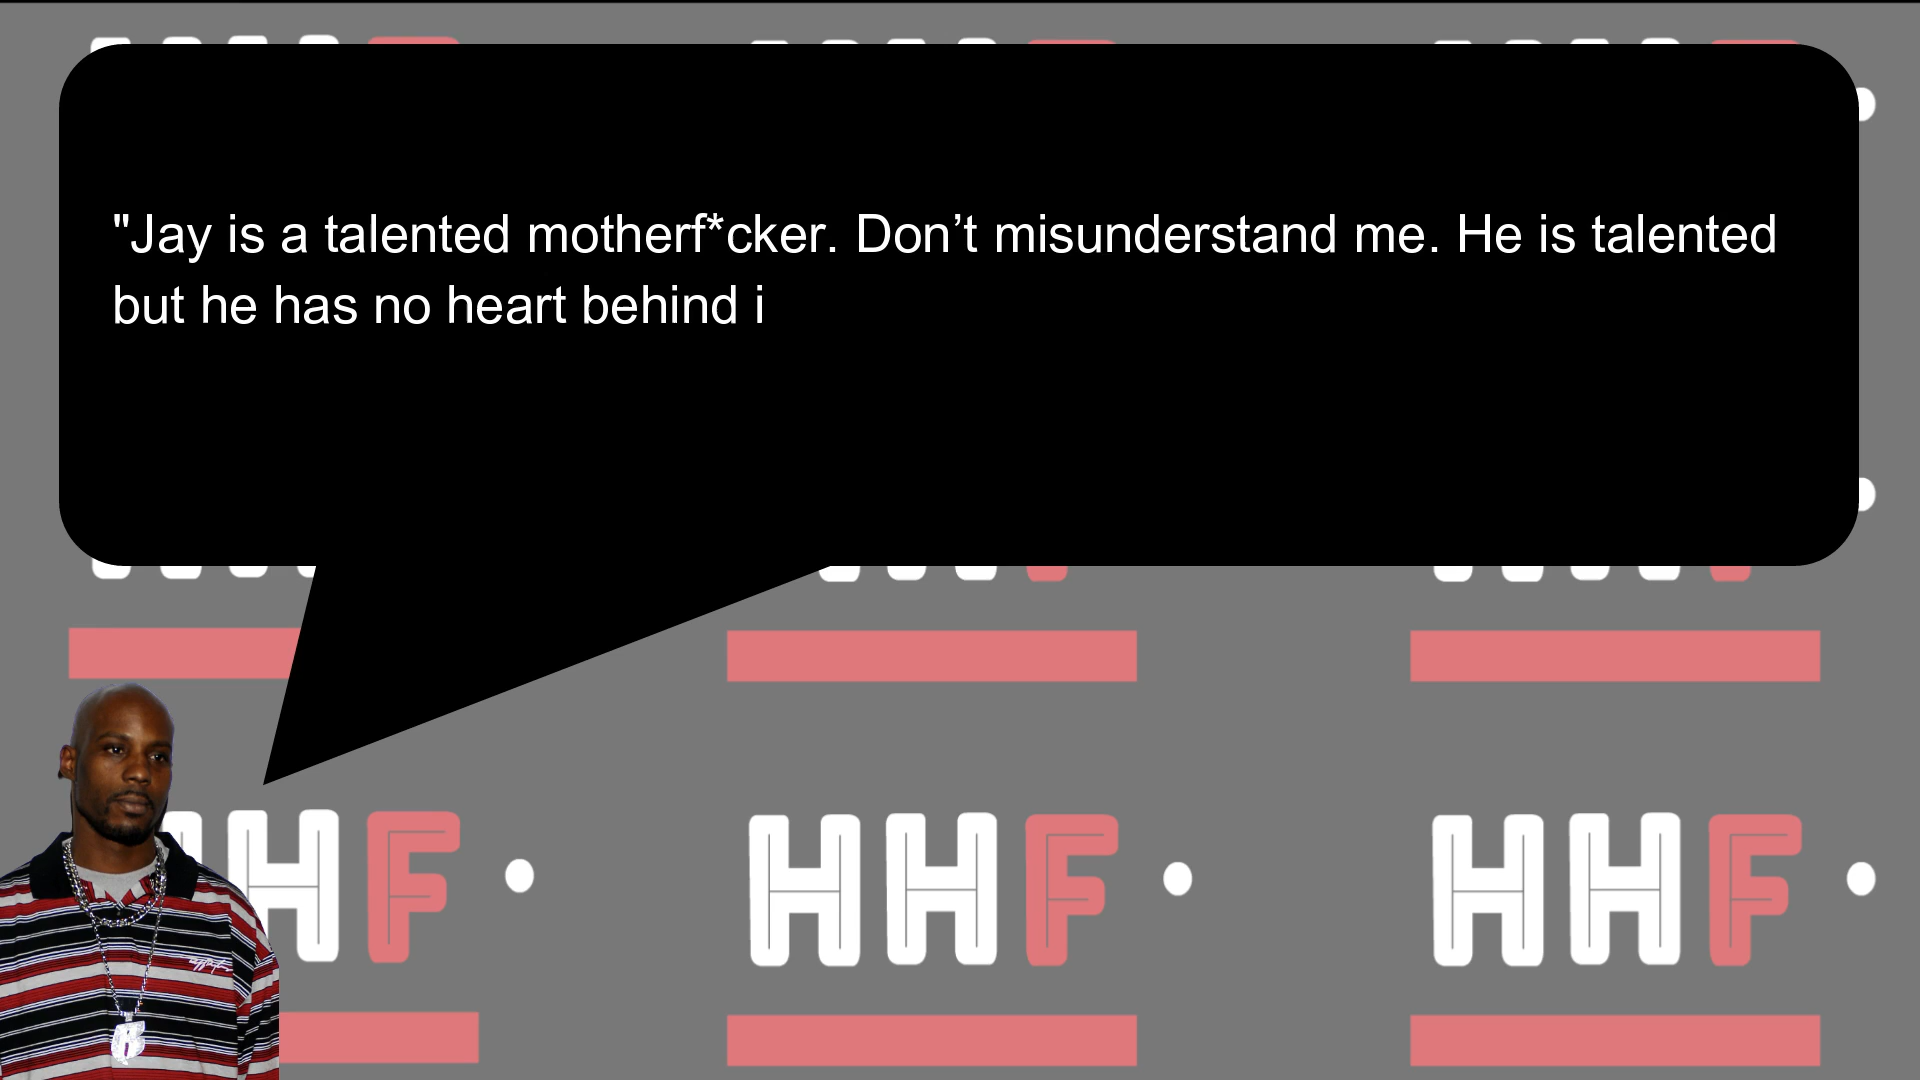 "Jay is a talented motherf*cker. Don’t misunderstand me. He is talented
but he has no heart behind i
HHF
HHF
HHF